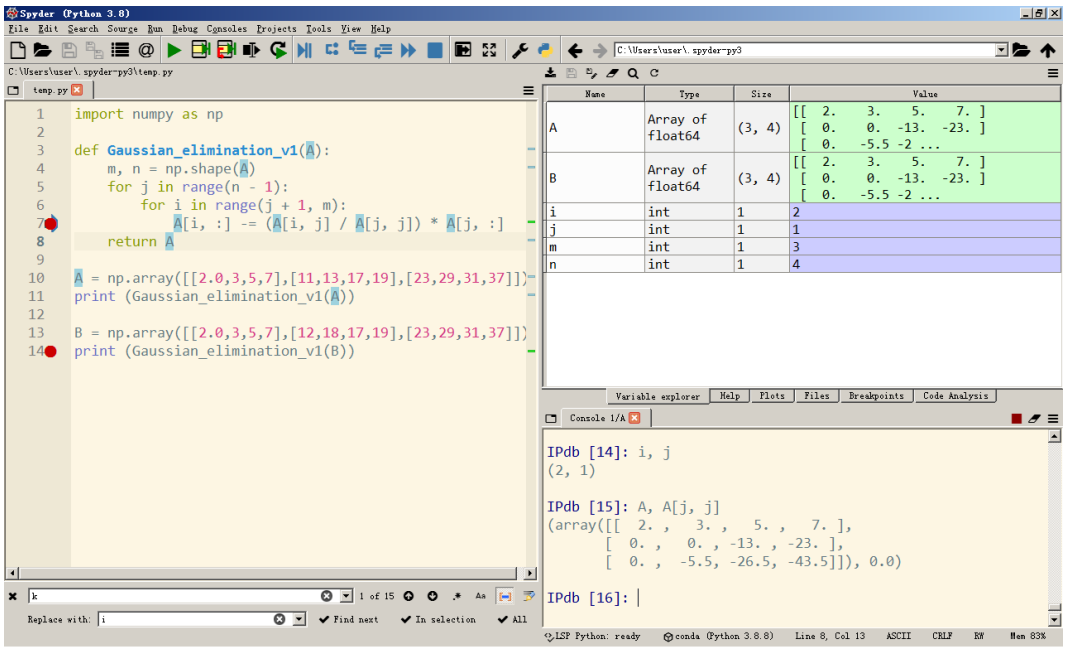 Spyder (Python 3.8)
File Edit Search Source Run Debug Consoles Projects Tools View Help
C:\Users\user\.spyder-py3
C:\Users\user\.spyder-py3\temp.py
temp.py
1 import numpy as np
2
3 def Gaussian_elimination_v1(A):
4 m, n = np.shape(A)
5 for j in range(n - 1):
6 for i in range(j + 1, m):
7 A[i, :] -= (A[i, j] / A[j, j]) * A[j, :]
8 return A
9
10 A = np.array([[2.0,3,5,7],[11,13,17,19],[23,29,31,37]])
11 print (Gaussian_elimination_v1(A))
12
13 B = np.array([[2.0,3,5,7],[12,18,17,19],[23,29,31,37]])
14 print (Gaussian_elimination_v1(B))
k
1 of 15
Aa
Replace with: i
Find next In selection All
Name Type Size Value
A Array of float64 (3, 4) [[ 2. 3. 5. 7. ]
[ 0. 0. -13. -23. ]
[ 0. -5.5 -2 ...
B Array of float64 (3, 4) [[ 2. 3. 5. 7. ]
[ 0. 0. -13. -23. ]
[ 0. -5.5 -2 ...
i int 1 2
j int 1 1
m int 1 3
n int 1 4
Variable explorer Help Plots Files Breakpoints Code Analysis
Console 1/A
IPdb [14]: i, j
(2, 1)
IPdb [15]: A, A[j, j]
(array([[ 2. , 3. , 5. , 7. ],
[ 0. , 0. , -13. , -23. ],
[ 0. , -5.5, -26.5, -43.5]]), 0.0)
IPdb [16]:
LSP Python: ready conda (Python 3.8.8) Line 8, Col 13 ASCII CRLF RW Mem 83%